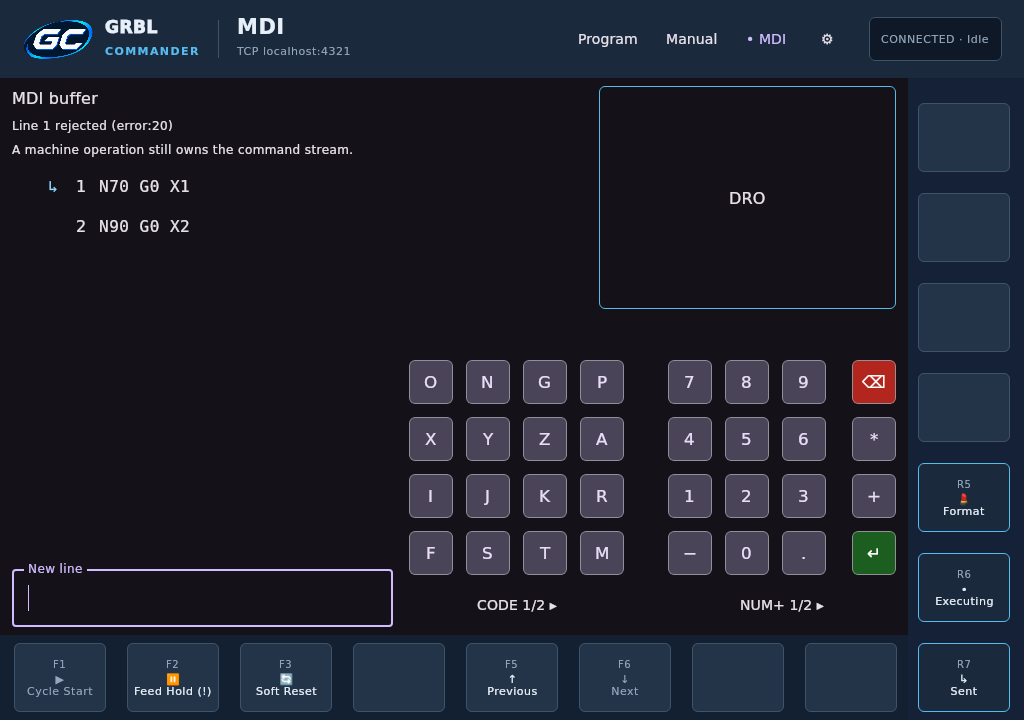 GC
GRBL
COMMANDER
MDI
TCP localhost:4321
Program
Manual
• MDI
⚙
CONNECTED · Idle
MDI buffer
Line 1 rejected (error:20)
A machine operation still owns the command stream.
↳ 1 N70 G0 X1
2 N90 G0 X2
DRO
O N G P 7 8 9 ⌫
X Y Z A 4 5 6 *
I J K R 1 2 3 +
F S T M − 0 . ↵
New line
CODE 1/2 ▸
NUM+ 1/2 ▸
R5
Format
R6
•
Executing
R7
↳
Sent
F1
▶
Cycle Start
F2
⏸
Feed Hold (!)
F3
🔄
Soft Reset
F5
↑
Previous
F6
↓
Next